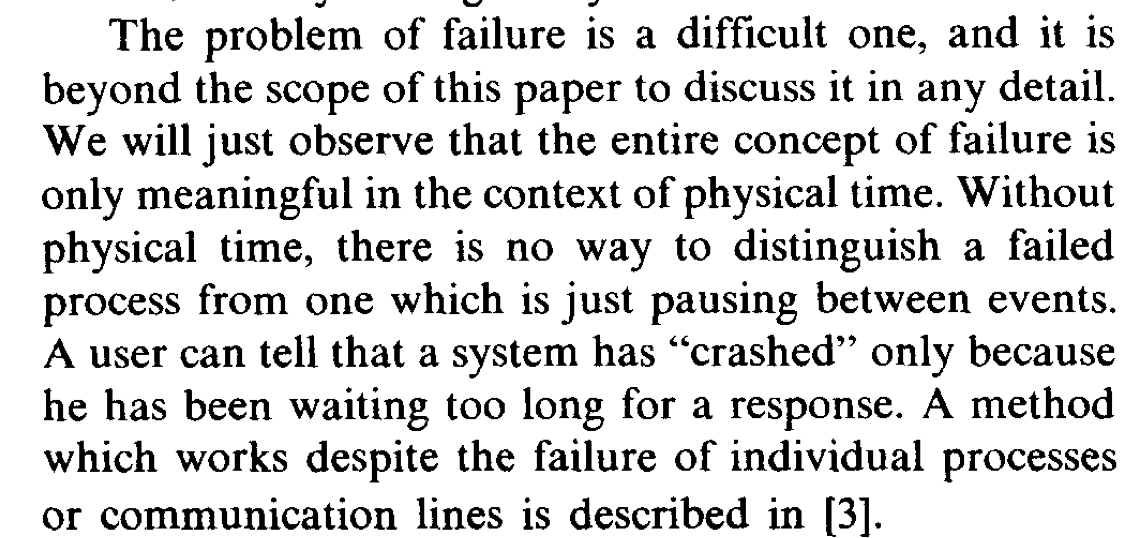 The problem of failure is a difficult one, and it is
beyond the scope of this paper to discuss it in any detail.
We will just observe that the entire concept of failure is
only meaningful in the context of physical time. Without
physical time, there is no way to distinguish a failed
process from one which is just pausing between events.
A user can tell that a system has “crashed” only because
he has been waiting too long for a response. A method
which works despite the failure of individual processes
or communication lines is described in [3].